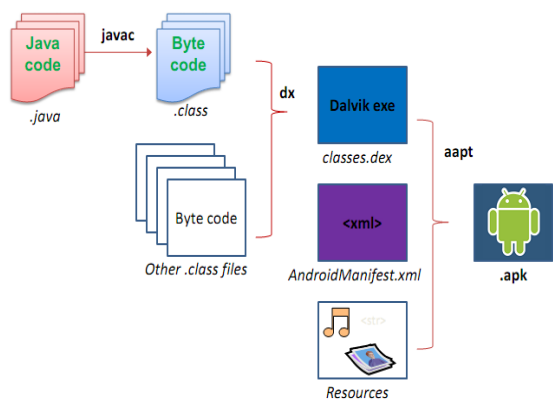 Java
code
.java
javac
Byte
code
.class
Byte code
Other .class files
dx
Dalvik exe
classes.dex
<xml>
AndroidManifest.xml
<str>
Resources
aapt
.apk